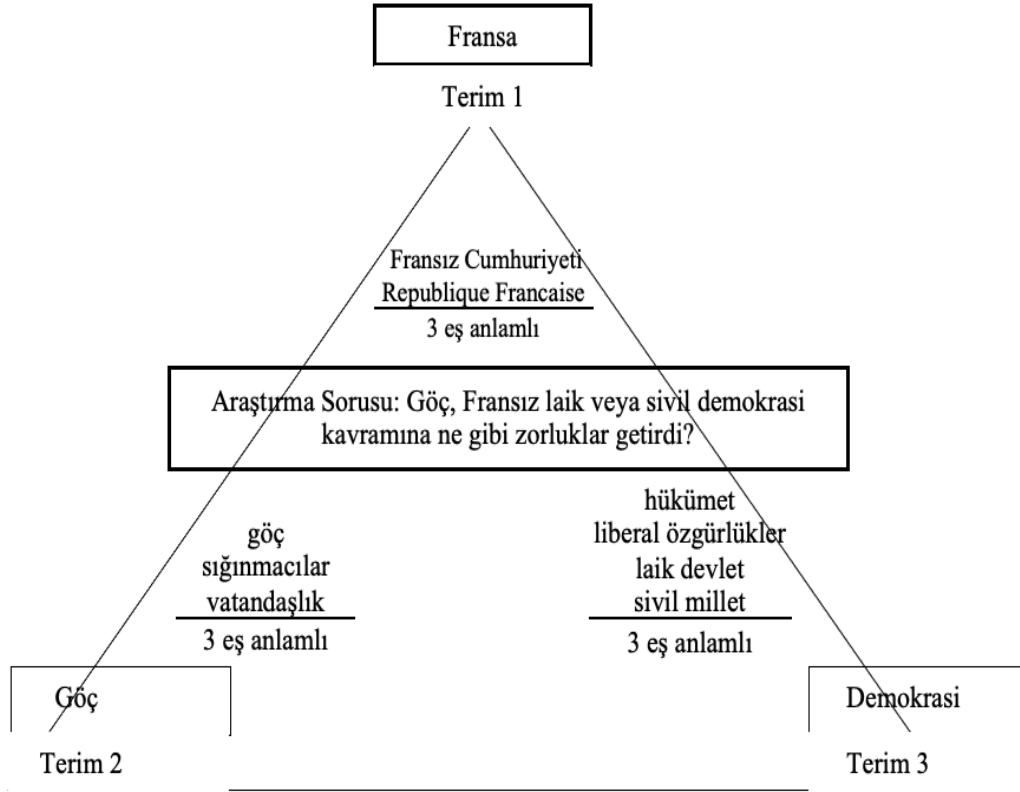 Fransa
Terim 1
Fransız Cumhuriyeti
Republique Francaise
3 eş anlamlı
Araştırma Sorusu: Göç, Fransız laik veya sivil demokrasi
kavramına ne gibi zorluklar getirdi?
göç
sığınmacılar
vatandaşlık
3 eş anlamlı
hükümet
liberal özgürlükler
laik devlet
sivil millet
3 eş anlamlı
Göç
Terim 2
Demokrasi
Terim 3